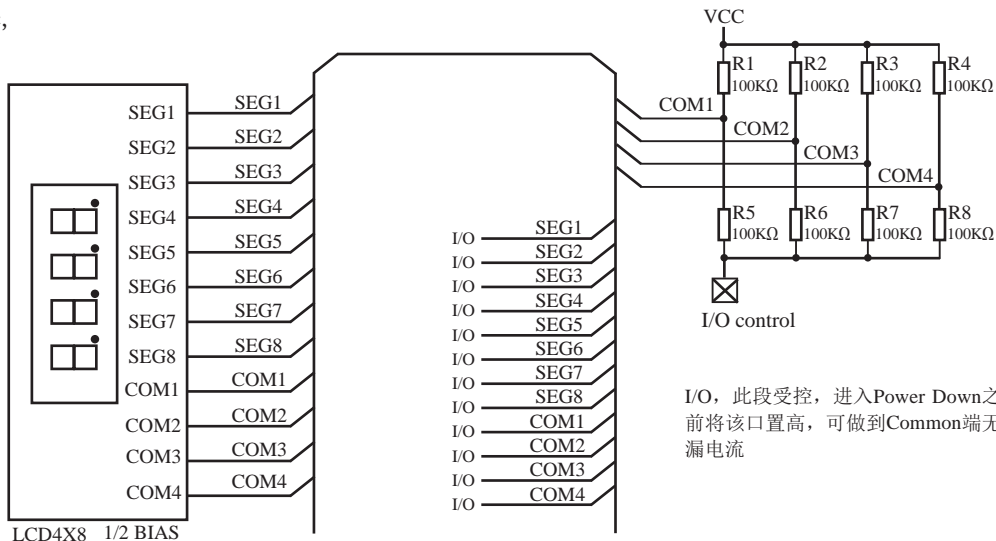 ，
VCC
R1
100KΩ
R2
100KΩ
R3
100KΩ
R4
100KΩ
COM1
COM2
COM3
COM4
R5
100KΩ
R6
100KΩ
R7
100KΩ
R8
100KΩ
I/O control
I/O，此段受控，进入Power Down之
前将该口置高，可做到Common端无
漏电流
SEG1 SEG1
SEG2 SEG2
SEG3 SEG3
SEG4 SEG4
SEG5 SEG5
SEG6 SEG6
SEG7 SEG7
SEG8 SEG8
COM1 COM1
COM2 COM2
COM3 COM3
COM4 COM4
LCD4X8 1/2 BIAS
I/O SEG1
I/O SEG2
I/O SEG3
I/O SEG4
I/O SEG5
I/O SEG6
I/O SEG7
I/O SEG8
I/O COM1
I/O COM2
I/O COM3
I/O COM4